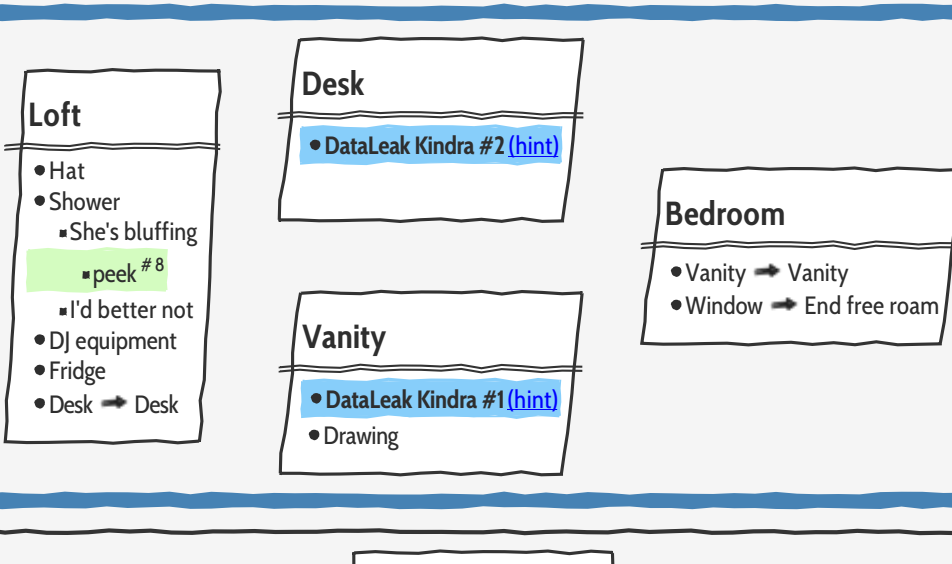 Loft
Hat
Shower
She's bluffing
peek #8
I'd better not
DJ equipment
Fridge
Desk ➡ Desk
Desk
DataLeak Kindra #2 (hint)
Vanity
DataLeak Kindra #1 (hint)
Drawing
Bedroom
Vanity ➡ Vanity
Window ➡ End free roam